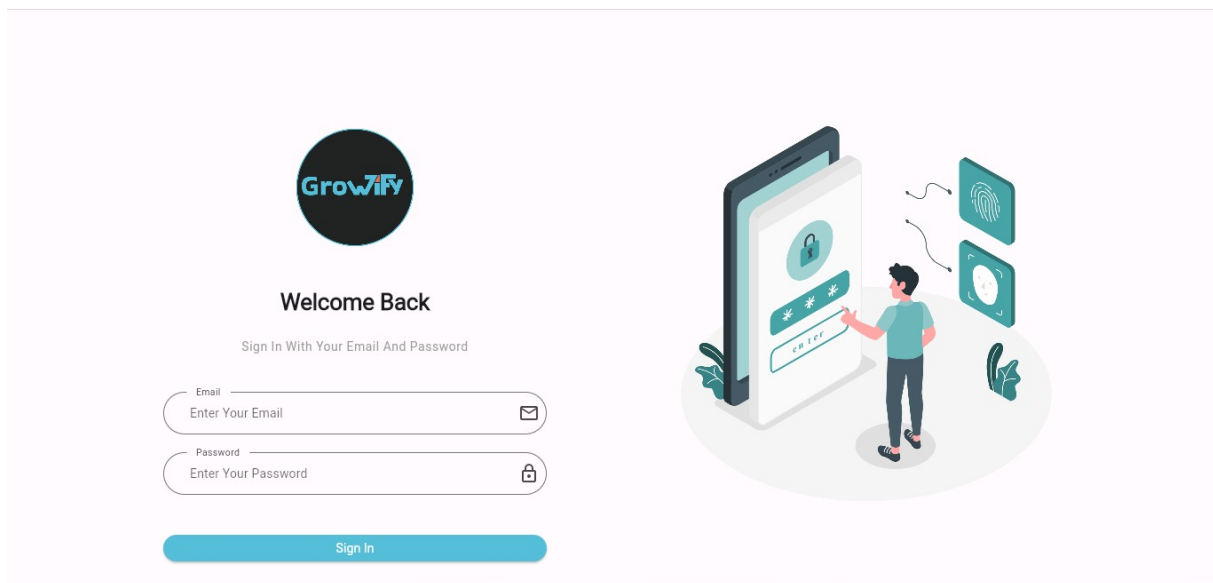 Growify
Welcome Back
Sign In With Your Email And Password
Email
Enter Your Email
Password
Enter Your Password
Sign In
* * *
enter